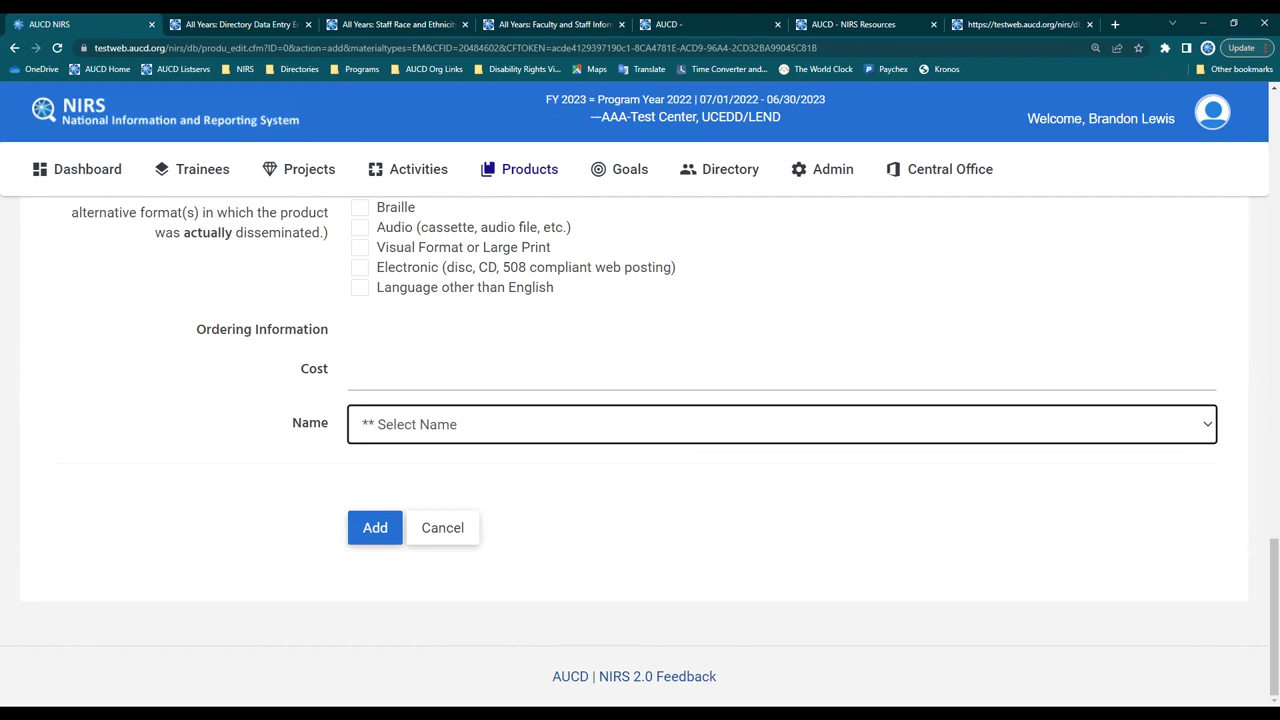 AUCD NIRS
All Years: Directory Data Entry E
All Years: Staff Race and Ethnicit
All Years: Faculty and Staff Infor
AUCD -
AUCD - NIRS Resources
https://testweb.aucd.org/nirs/db
testweb.aucd.org/nirs/db/produ_edit.cfm?ID=0&action=add&materialtypes=EM&CFID=20484602&CFTOKEN=acde4129397190c1-8CA4781E-ACD9-96A4-2CD32BA99045C81B
Update
OneDrive
AUCD Home
AUCD Listservs
NIRS
Directories
Programs
AUCD Org Links
Disability Rights Vi...
Maps
Translate
Time Converter and...
The World Clock
Paychex
Kronos
Other bookmarks
NIRS
National Information and Reporting System
FY 2023 = Program Year 2022 | 07/01/2022 - 06/30/2023
—AAA-Test Center, UCEDD/LEND
Welcome, Brandon Lewis
Dashboard
Trainees
Projects
Activities
Products
Goals
Directory
Admin
Central Office
alternative format(s) in which the product
was actually disseminated.)
Braille
Audio (cassette, audio file, etc.)
Visual Format or Large Print
Electronic (disc, CD, 508 compliant web posting)
Language other than English
Ordering Information
Cost
Name
** Select Name
Add
Cancel
AUCD | NIRS 2.0 Feedback